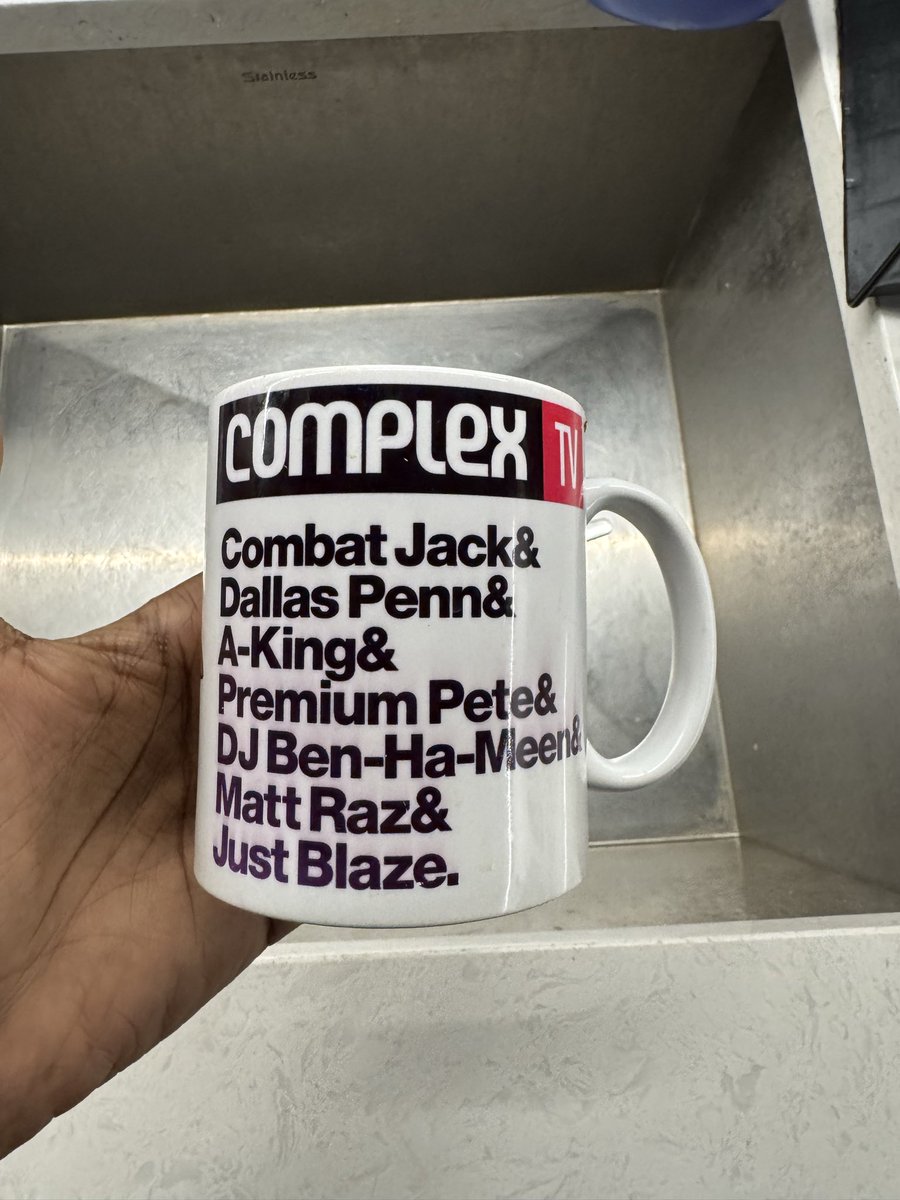 Stainless
COMPLEX TV
Combat Jack&
Dallas Penn&
A-King&
Premium Pete&
DJ Ben-Ha-Meen&
Matt Raz&
Just Blaze.